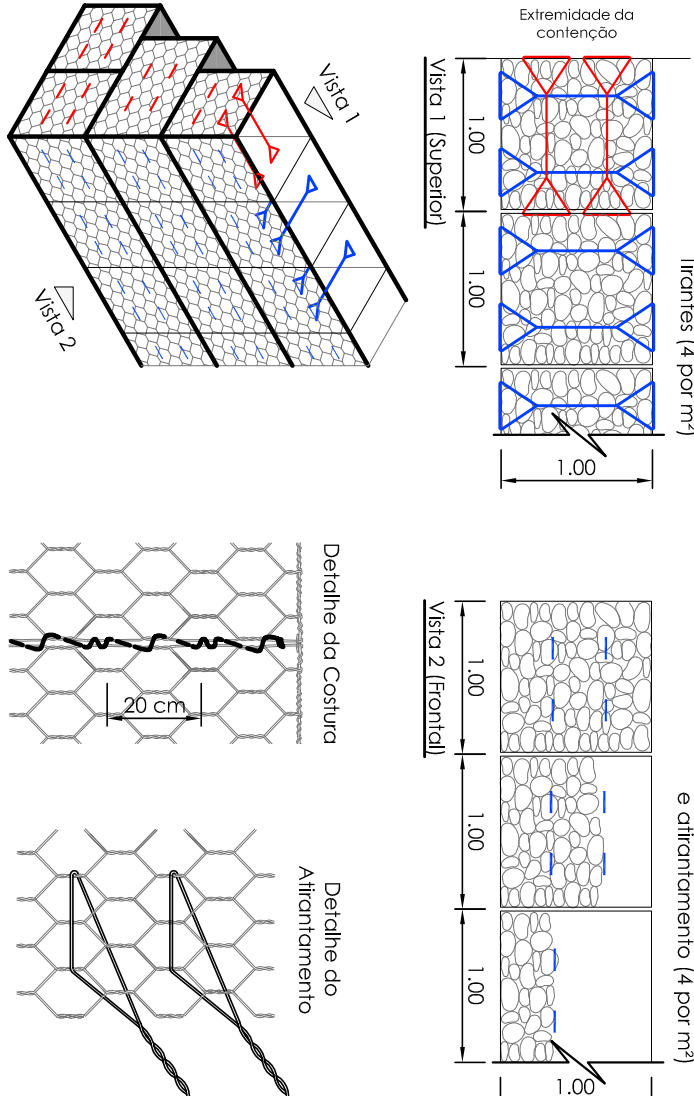 Extremidade da
contenção
Vista 1
Vista 2
Vista 1 (Superior)
1.00
1.00
1.00
Tirantes (4 por m²)
Detalhe da Costura
20 cm
Vista 2 (Frontal)
1.00
1.00
1.00
1.00
e atirantamento (4 por m²)
Detalhe do
Atirantamento